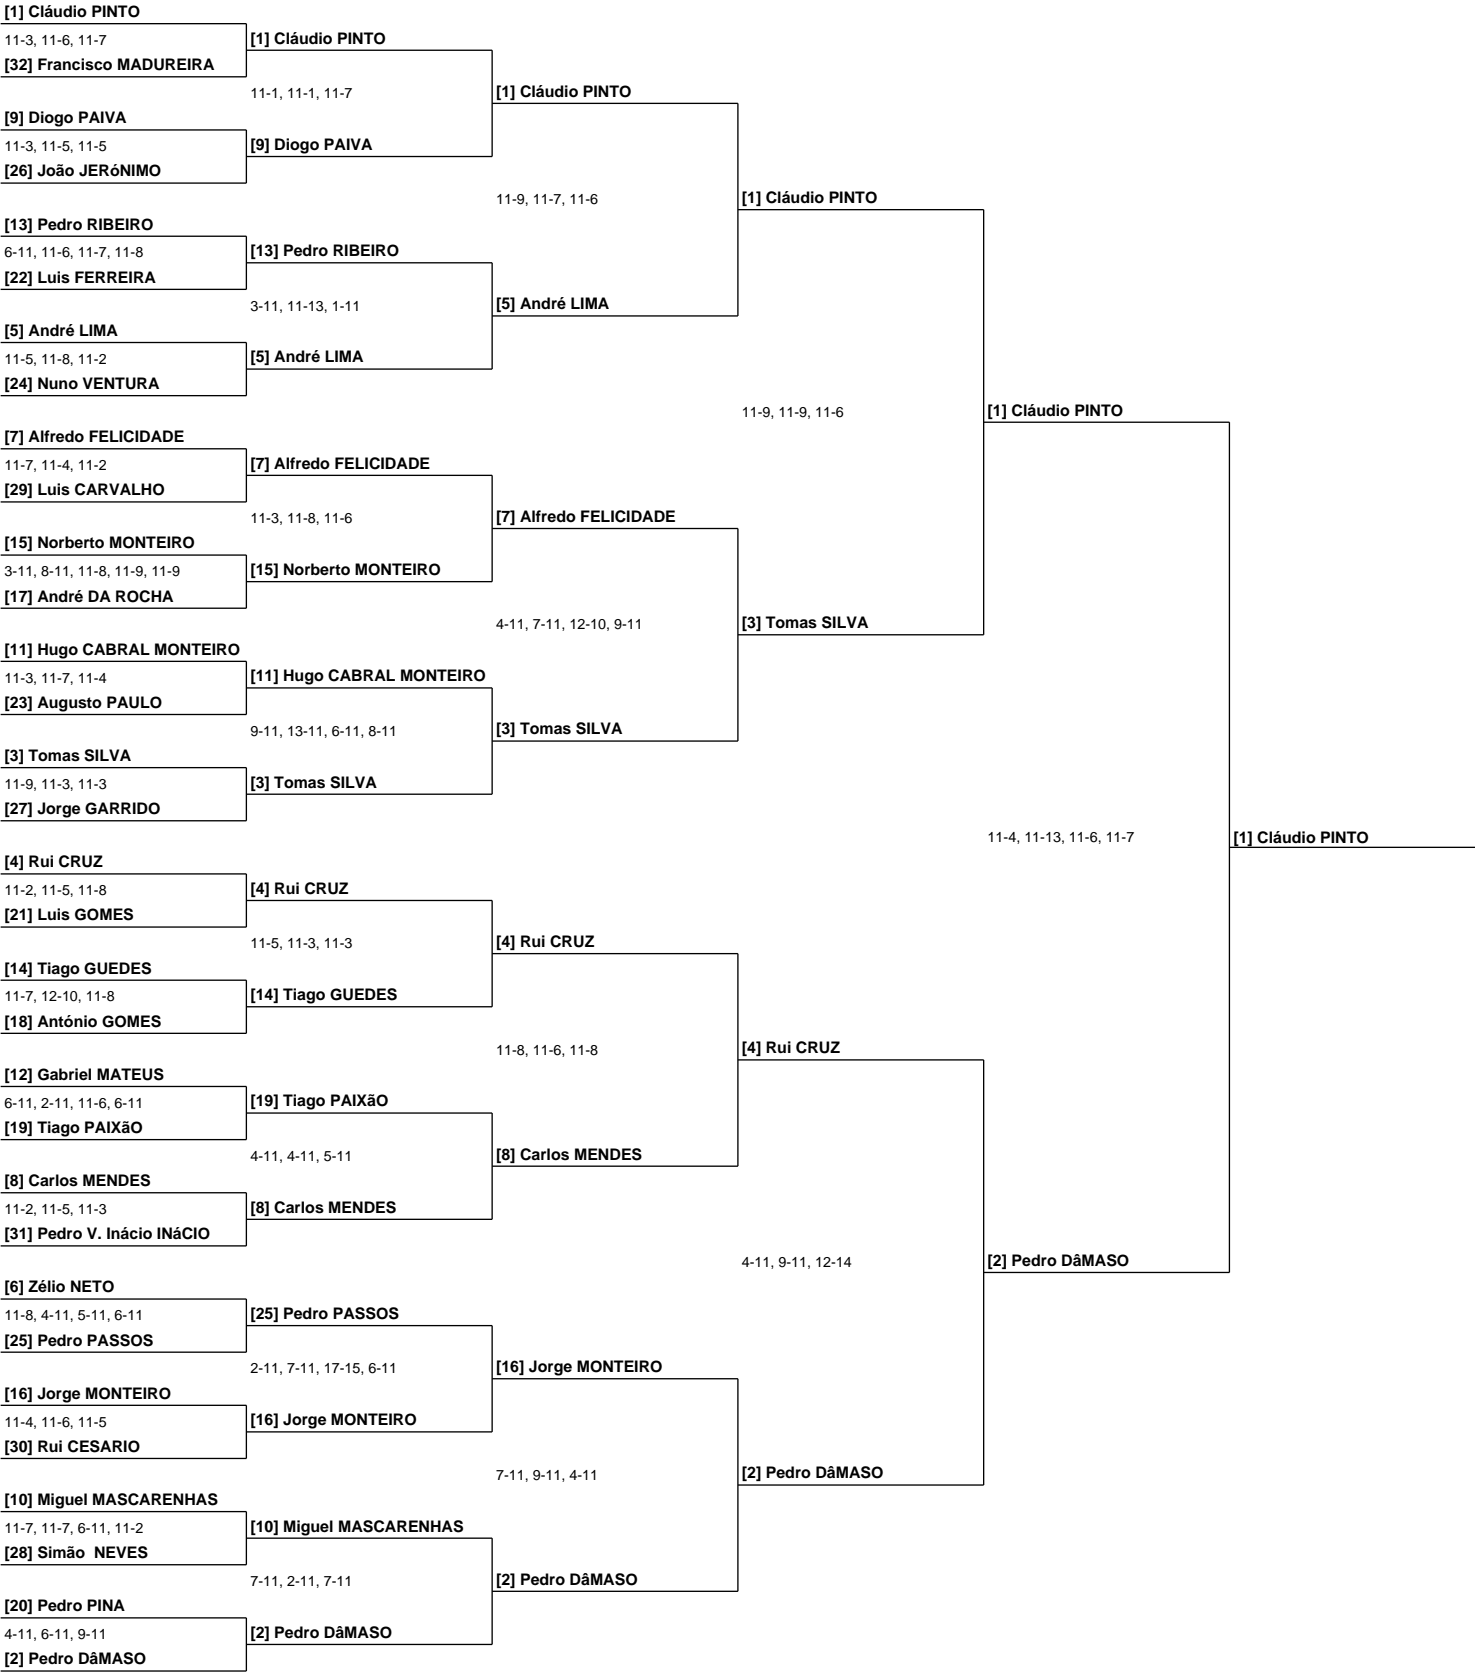 [1] Cláudio PINTO
11-3, 11-6, 11-7
[1] Cláudio PINTO
[32] Francisco MADUREIRA
11-1, 11-1, 11-7
[1] Cláudio PINTO
[9] Diogo PAIVA
11-3, 11-5, 11-5
[9] Diogo PAIVA
[26] João JERóNIMO
11-9, 11-7, 11-6
[1] Cláudio PINTO
[13] Pedro RIBEIRO
6-11, 11-6, 11-7, 11-8
[13] Pedro RIBEIRO
[22] Luis FERREIRA
3-11, 11-13, 1-11
[5] André LIMA
[5] André LIMA
11-5, 11-8, 11-2
[5] André LIMA
[24] Nuno VENTURA
11-9, 11-9, 11-6
[1] Cláudio PINTO
[7] Alfredo FELICIDADE
11-7, 11-4, 11-2
[7] Alfredo FELICIDADE
[29] Luis CARVALHO
11-3, 11-8, 11-6
[7] Alfredo FELICIDADE
[15] Norberto MONTEIRO
3-11, 8-11, 11-8, 11-9, 11-9
[15] Norberto MONTEIRO
[17] André DA ROCHA
4-11, 7-11, 12-10, 9-11
[3] Tomas SILVA
[11] Hugo CABRAL MONTEIRO
11-3, 11-7, 11-4
[11] Hugo CABRAL MONTEIRO
[23] Augusto PAULO
9-11, 13-11, 6-11, 8-11
[3] Tomas SILVA
[3] Tomas SILVA
11-9, 11-3, 11-3
[3] Tomas SILVA
[27] Jorge GARRIDO
11-4, 11-13, 11-6, 11-7
[1] Cláudio PINTO
[4] Rui CRUZ
11-2, 11-5, 11-8
[4] Rui CRUZ
[21] Luis GOMES
11-5, 11-3, 11-3
[4] Rui CRUZ
[14] Tiago GUEDES
11-7, 12-10, 11-8
[14] Tiago GUEDES
[18] António GOMES
11-8, 11-6, 11-8
[4] Rui CRUZ
[12] Gabriel MATEUS
6-11, 2-11, 11-6, 6-11
[19] Tiago PAIXãO
[19] Tiago PAIXãO
4-11, 4-11, 5-11
[8] Carlos MENDES
[8] Carlos MENDES
11-2, 11-5, 11-3
[8] Carlos MENDES
[31] Pedro V. Inácio INáCIO
4-11, 9-11, 12-14
[2] Pedro DâMASO
[6] Zélio NETO
11-8, 4-11, 5-11, 6-11
[25] Pedro PASSOS
[25] Pedro PASSOS
2-11, 7-11, 17-15, 6-11
[16] Jorge MONTEIRO
[16] Jorge MONTEIRO
11-4, 11-6, 11-5
[16] Jorge MONTEIRO
[30] Rui CESARIO
7-11, 9-11, 4-11
[2] Pedro DâMASO
[10] Miguel MASCARENHAS
11-7, 11-7, 6-11, 11-2
[10] Miguel MASCARENHAS
[28] Simão  NEVES
7-11, 2-11, 7-11
[2] Pedro DâMASO
[20] Pedro PINA
4-11, 6-11, 9-11
[2] Pedro DâMASO
[2] Pedro DâMASO